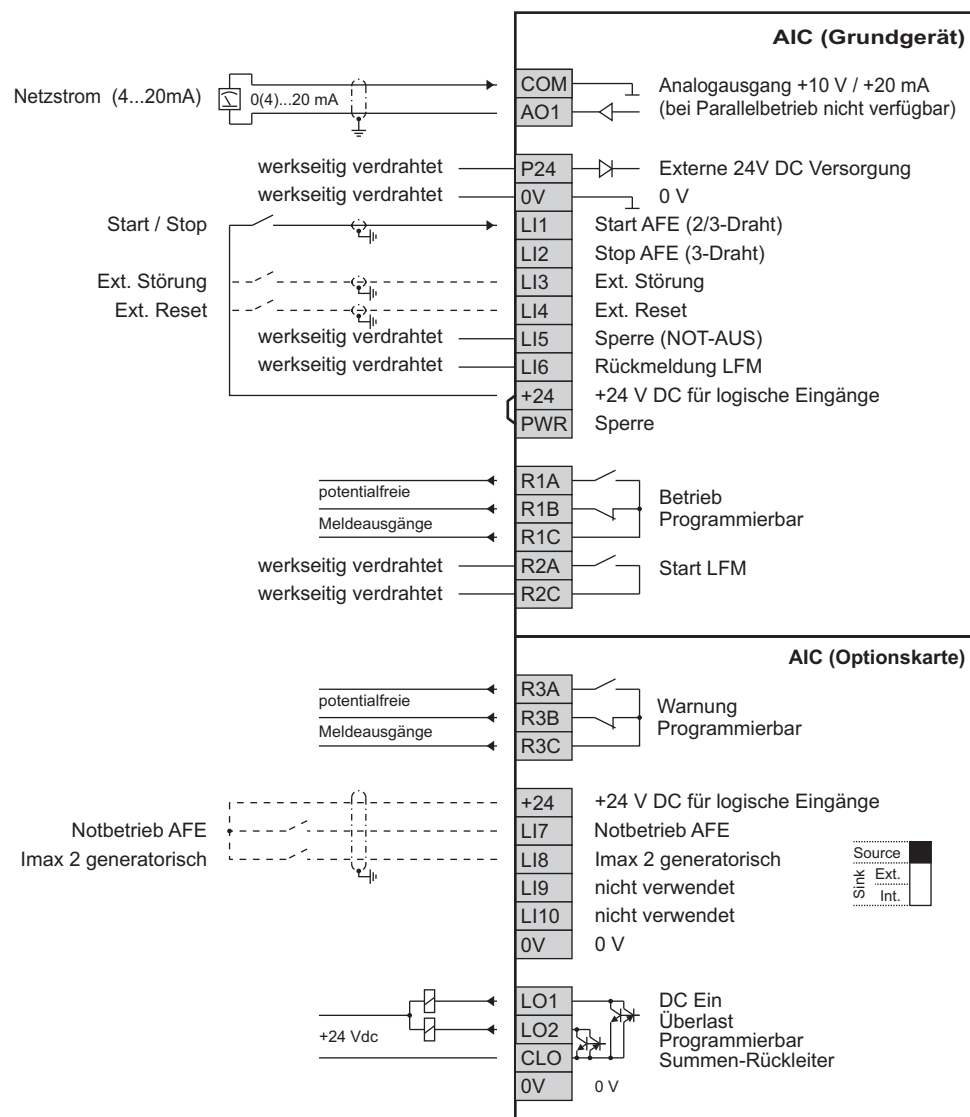 AIC (Grundgerät)
Netzstrom (4...20mA) 0(4)...20 mA COM Analogausgang +10 V / +20 mA
AO1 (bei Parallelbetrieb nicht verfügbar)
werkseitig verdrahtet P24 Externe 24V DC Versorgung
werkseitig verdrahtet 0V 0 V
Start / Stop LI1 Start AFE (2/3-Draht)
LI2 Stop AFE (3-Draht)
Ext. Störung LI3 Ext. Störung
Ext. Reset LI4 Ext. Reset
werkseitig verdrahtet LI5 Sperre (NOT-AUS)
werkseitig verdrahtet LI6 Rückmeldung LFM
+24 +24 V DC für logische Eingänge
PWR Sperre
R1A
potentialfreie R1B Betrieb
Meldeausgänge R1C Programmierbar
werkseitig verdrahtet R2A Start LFM
werkseitig verdrahtet R2C
AIC (Optionskarte)
R3A
potentialfreie R3B Warnung
Meldeausgänge R3C Programmierbar
+24 +24 V DC für logische Eingänge
Notbetrieb AFE LI7 Notbetrieb AFE
Imax 2 generatorisch LI8 Imax 2 generatorisch
LI9 nicht verwendet
LI10 nicht verwendet
0V 0 V
Source
Sink Ext.
Int.
LO1 DC Ein
+24 Vdc LO2 Überlast
Programmierbar
CLO Summen-Rückleiter
0V 0 V